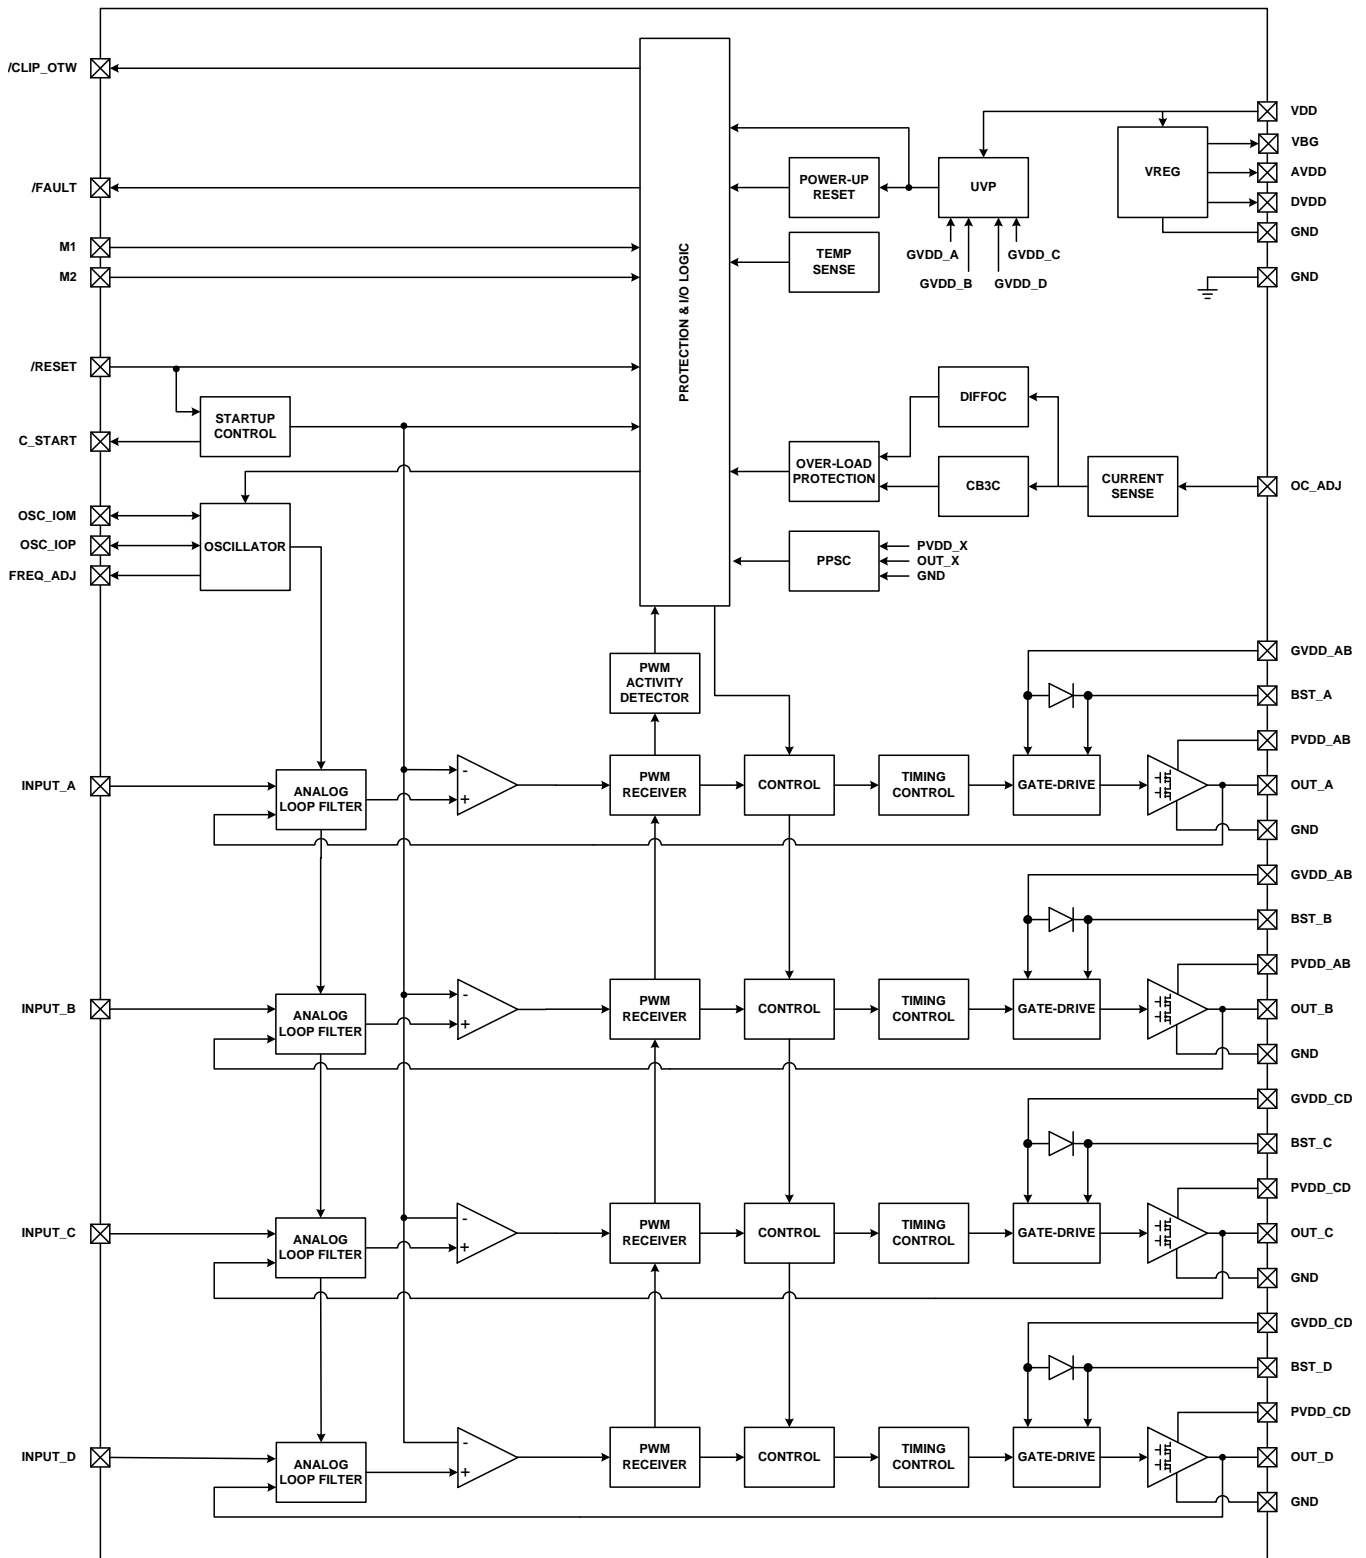 /CLIP_OTW
VDD
VBG
POWER-UP
RESET
UVP
VREG
AVDD
/FAULT
DVDD
GND
M1
TEMP
SENSE
GVDD_A
GVDD_C
M2
GVDD_B
GVDD_D
GND
PROTECTION & I/O LOGIC
/RESET
STARTUP
CONTROL
DIFFOC
C_START
OVER-LOAD
PROTECTION
CB3C
CURRENT
SENSE
OC_ADJ
OSC_IOM
OSC_IOP
OSCILLATOR
FREQ_ADJ
PPSC
PVDD_X
OUT_X
GND
GVDD_AB
PWM
ACTIVITY
DETECTOR
BST_A
PVDD_AB
INPUT_A
ANALOG
LOOP FILTER
-
+
PWM
RECEIVER
CONTROL
TIMING
CONTROL
GATE-DRIVE
OUT_A
GND
GVDD_AB
BST_B
PVDD_AB
INPUT_B
ANALOG
LOOP FILTER
-
+
PWM
RECEIVER
CONTROL
TIMING
CONTROL
GATE-DRIVE
OUT_B
GND
GVDD_CD
BST_C
PVDD_CD
INPUT_C
ANALOG
LOOP FILTER
-
+
PWM
RECEIVER
CONTROL
TIMING
CONTROL
GATE-DRIVE
OUT_C
GND
GVDD_CD
BST_D
PVDD_CD
INPUT_D
ANALOG
LOOP FILTER
-
+
PWM
RECEIVER
CONTROL
TIMING
CONTROL
GATE-DRIVE
OUT_D
GND